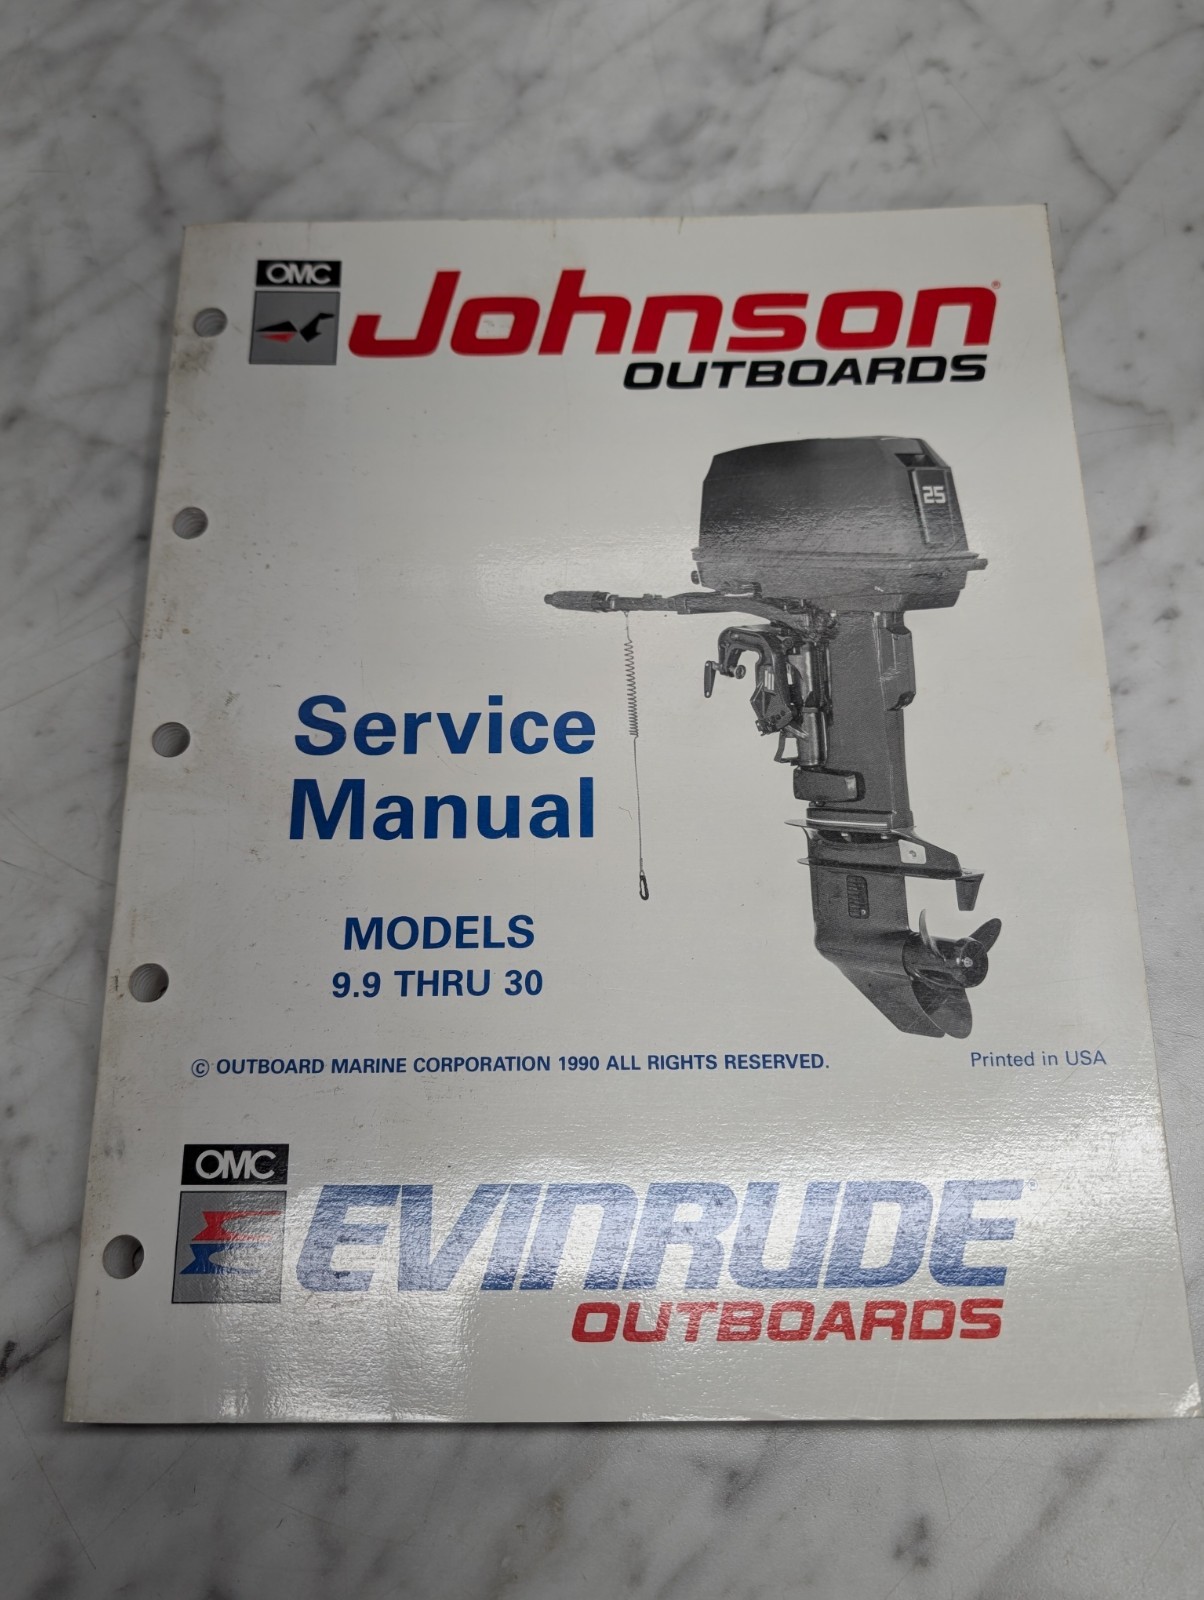 OMC
Johnson®
OUTBOARDS
25
Service
Manual
MODELS
9.9 THRU 30
© OUTBOARD MARINE CORPORATION 1990 ALL RIGHTS RESERVED.
Printed in USA
OMC
EVINRUDE
OUTBOARDS